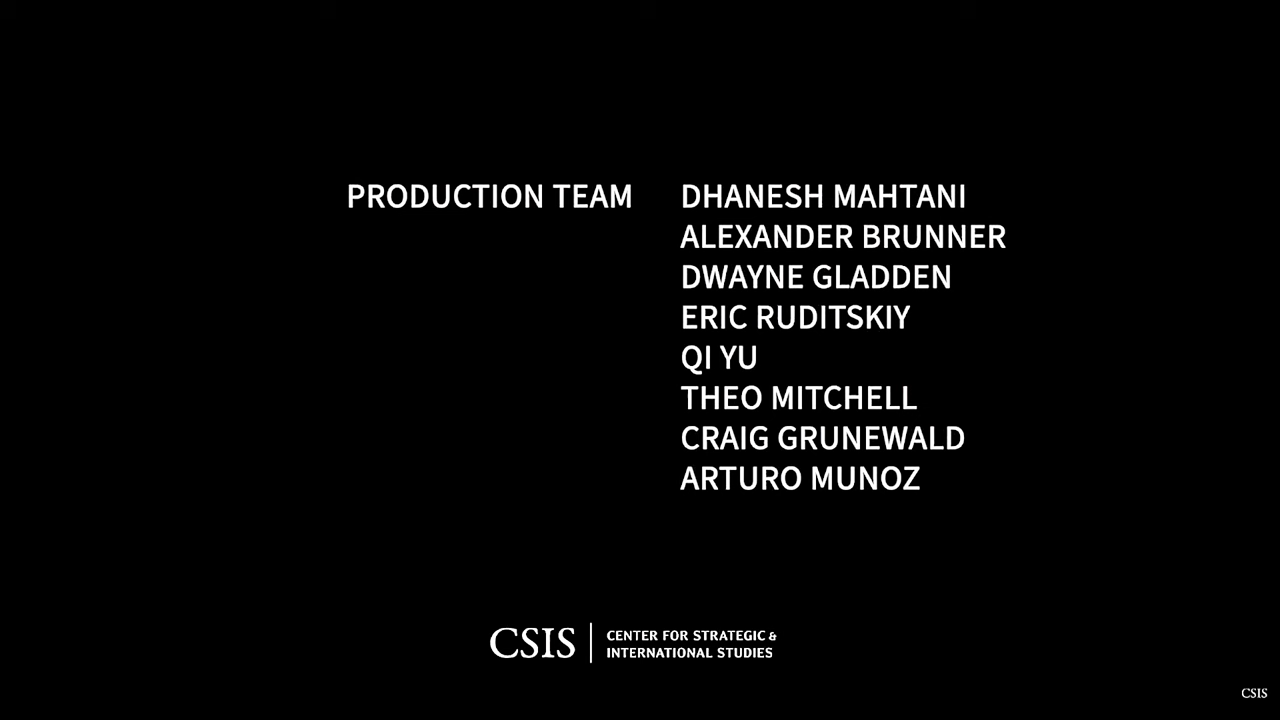 PRODUCTION TEAM DHANESH MAHTANI
ALEXANDER BRUNNER
DWAYNE GLADDEN
ERIC RUDITSKIY
QI YU
THEO MITCHELL
CRAIG GRUNEWALD
ARTURO MUNOZ
CSIS | CENTER FOR STRATEGIC &
INTERNATIONAL STUDIES
CSIS